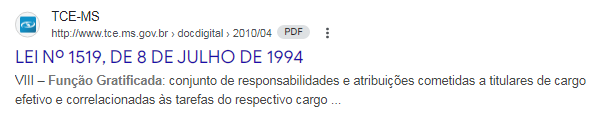 TCE-MS
http://www.tce.ms.gov.br › docdigital › 2010/04 PDF
LEI Nº 1519, DE 8 DE JULHO DE 1994
VIII – Função Gratificada: conjunto de responsabilidades e atribuições cometidas a titulares de cargo
efetivo e correlacionadas às tarefas do respectivo cargo ...